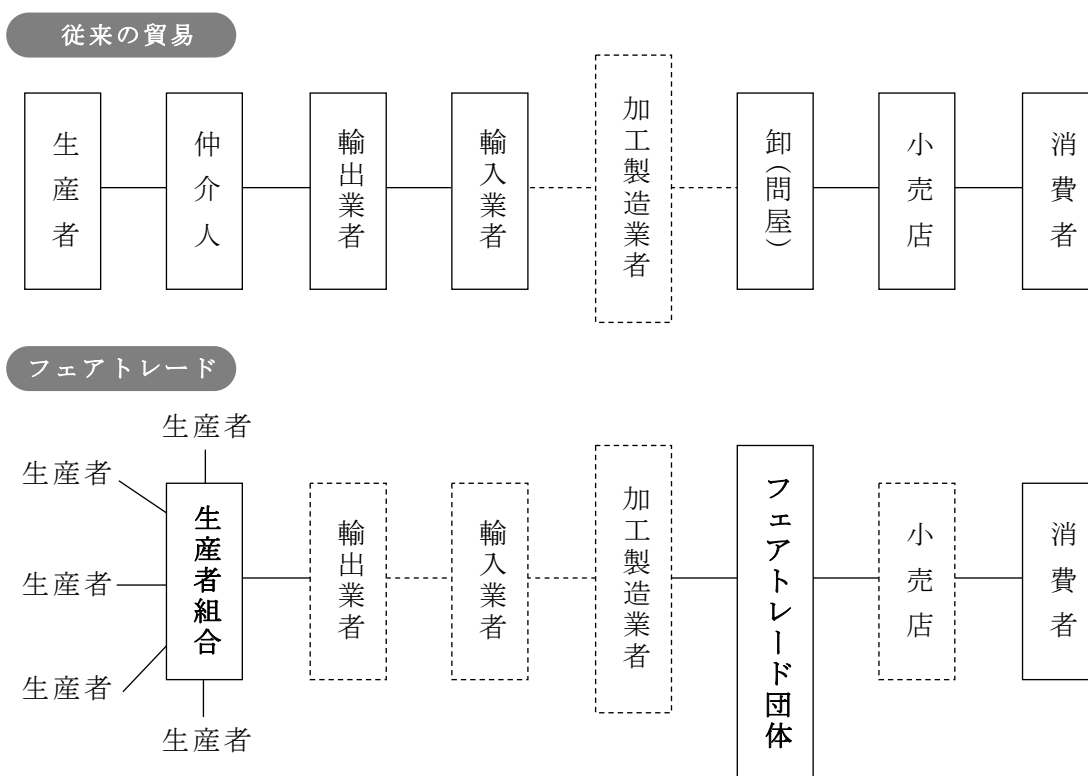 従来の貿易
生産者
仲介人
輸出業者
輸入業者
加工製造業者
卸(問屋)
小売店
消費者
フェアトレード
生産者
生産者
生産者
生産者
生産者
生産者組合
輸出業者
輸入業者
加工製造業者
フェアトレード団体
小売店
消費者